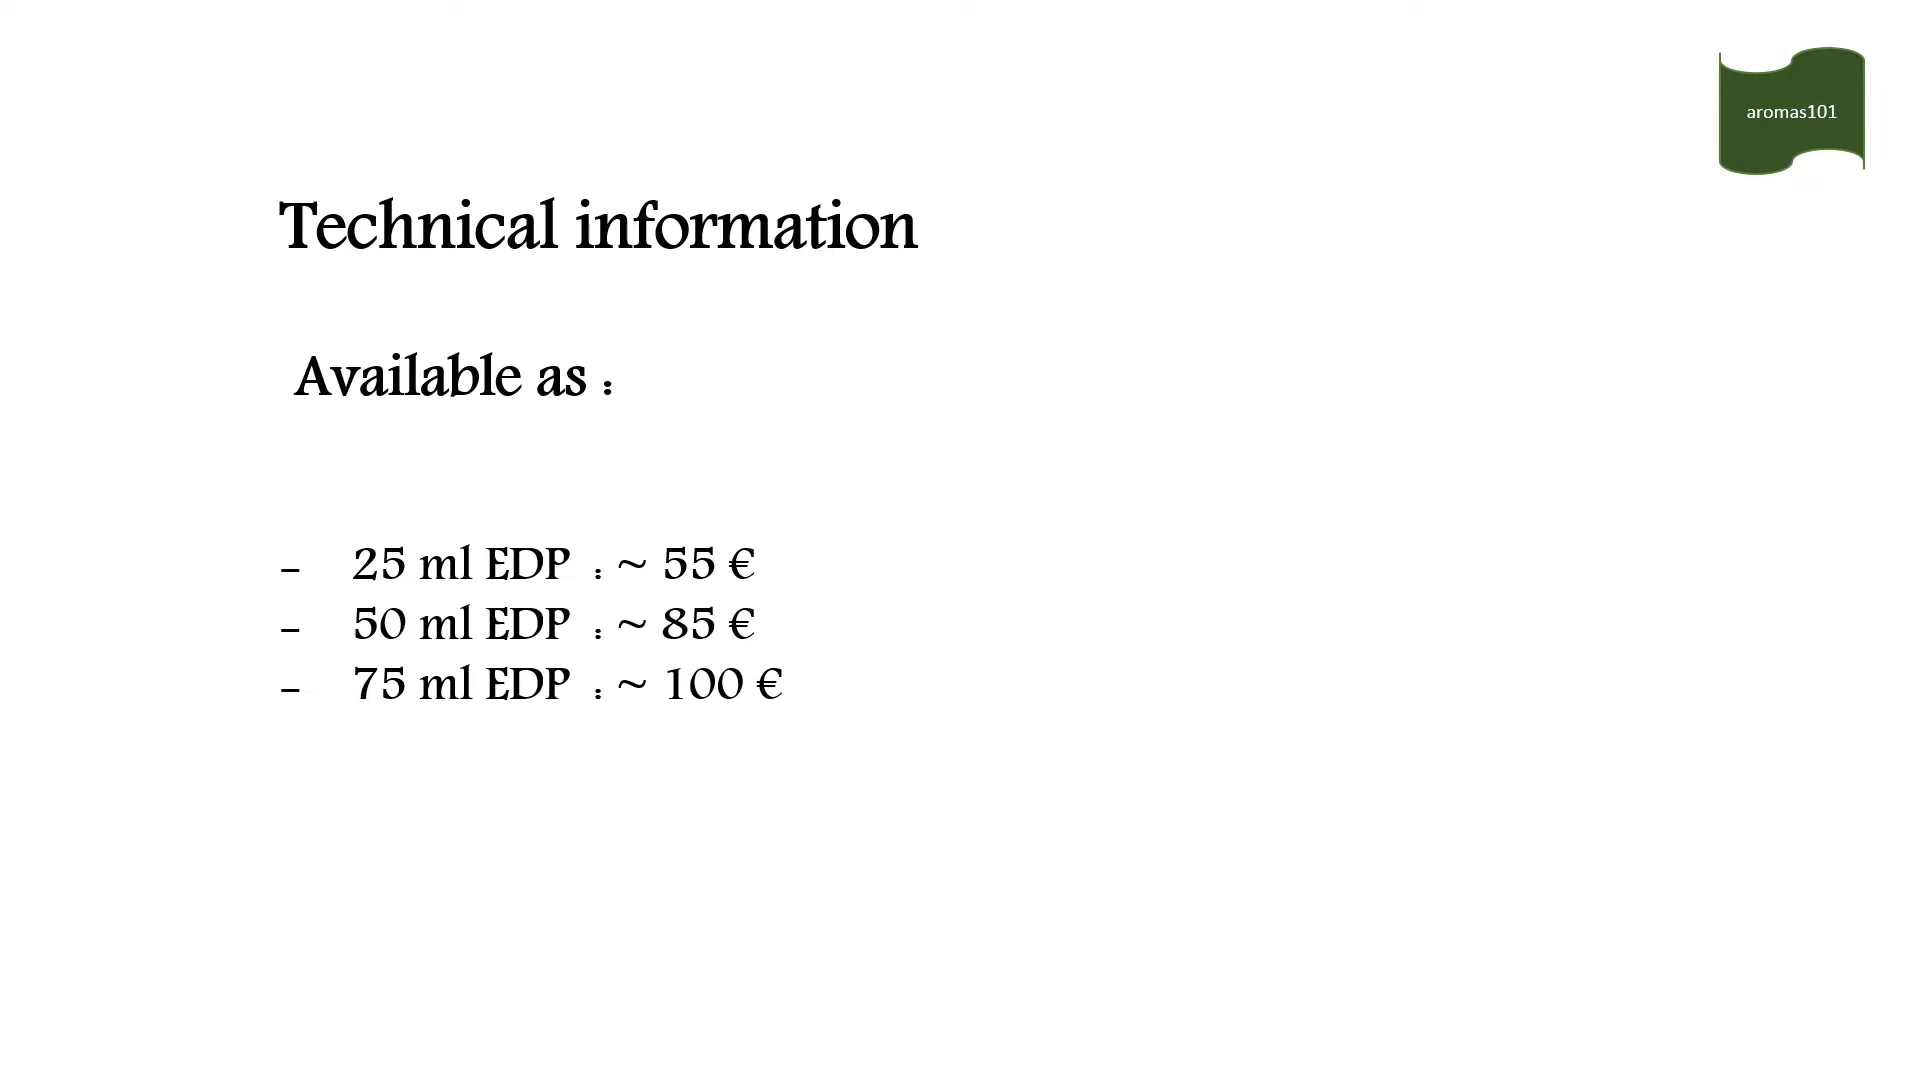 aromas101
Technical information
Available as :
- 25 ml EDP : ~ 55 €
- 50 ml EDP : ~ 85 €
- 75 ml EDP : ~ 100 €